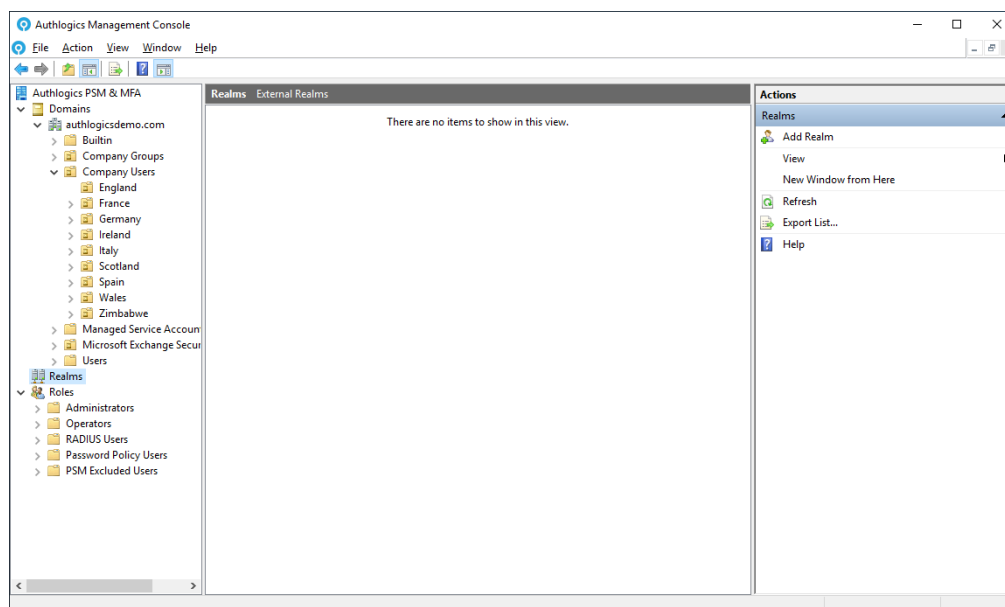 Authlogics Management Console
File Action View Window Help
Authlogics PSM & MFA
Domains
authlogicsdemo.com
Builtin
Company Groups
Company Users
England
France
Germany
Ireland
Italy
Scotland
Spain
Wales
Zimbabwe
Managed Service Accoun
Microsoft Exchange Secur
Users
Realms
Roles
Administrators
Operators
RADIUS Users
Password Policy Users
PSM Excluded Users
Realms External Realms
There are no items to show in this view.
Actions
Realms
Add Realm
View
New Window from Here
Refresh
Export List...
Help